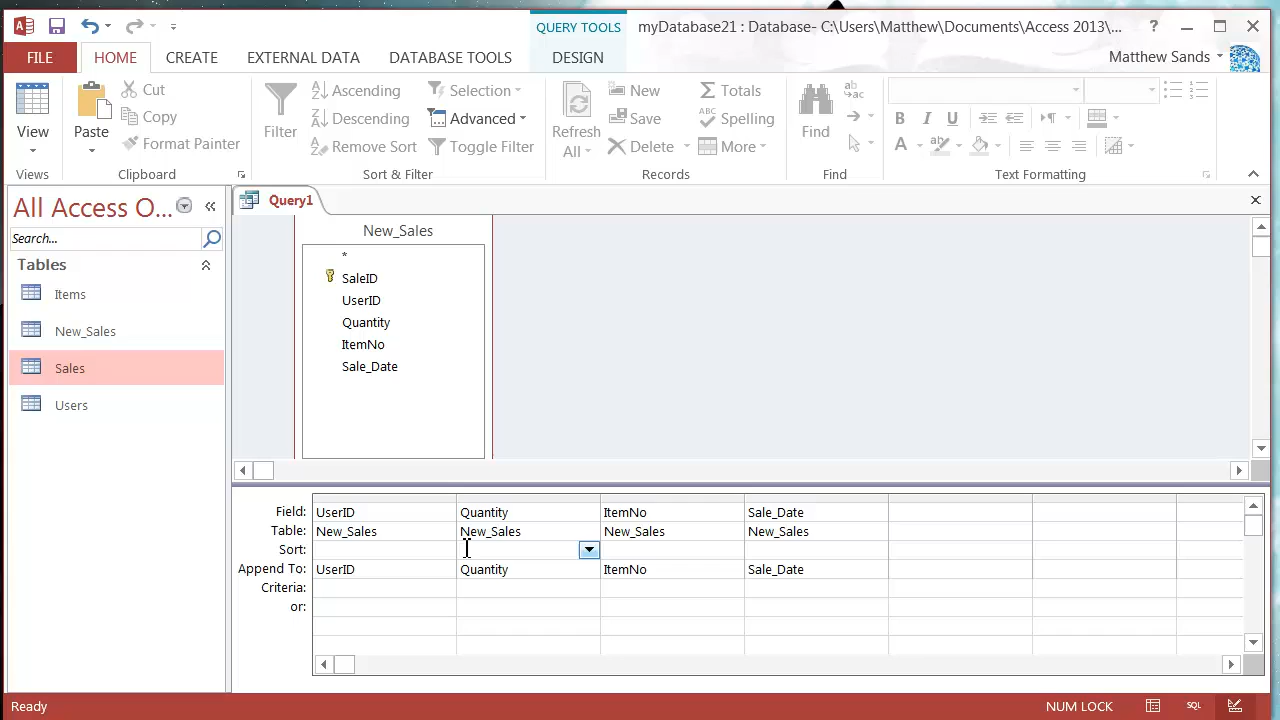 QUERY TOOLS
myDatabase21 : Database- C:\Users\Matthew\Documents\Access 2013\...
?
FILE
HOME
CREATE
EXTERNAL DATA
DATABASE TOOLS
DESIGN
Matthew Sands
View
Paste
Cut
Copy
Format Painter
Filter
Ascending
Descending
Remove Sort
Selection
Advanced
Toggle Filter
Refresh
All
New
Save
Delete
Totals
Spelling
More
Find
B I U
A
Views
Clipboard
Sort & Filter
Records
Find
Text Formatting
All Access O...
Search...
Tables
Items
New_Sales
Sales
Users
Query1
New_Sales
*
SaleID
UserID
Quantity
ItemNo
Sale_Date
Field: UserID Quantity ItemNo Sale_Date
Table: New_Sales New_Sales New_Sales New_Sales
Sort:
Append To: UserID Quantity ItemNo Sale_Date
Criteria:
or:
Ready
NUM LOCK
SQL